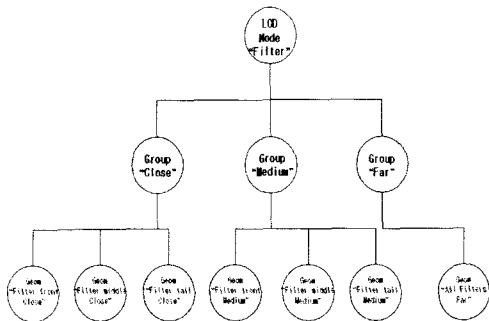 LCD
Node
"Filter"
Group
"Close"
Group
"Medium"
Group
"Far"
Geom
"Filter front
Close"
Geom
"Filter middle
Close"
Geom
"Filter tail
Close"
Geom
"Filter front
Medium"
Geom
"Filter middle
Medium"
Geom
"Filter tail
Medium"
Geom
"All Filters
Far"